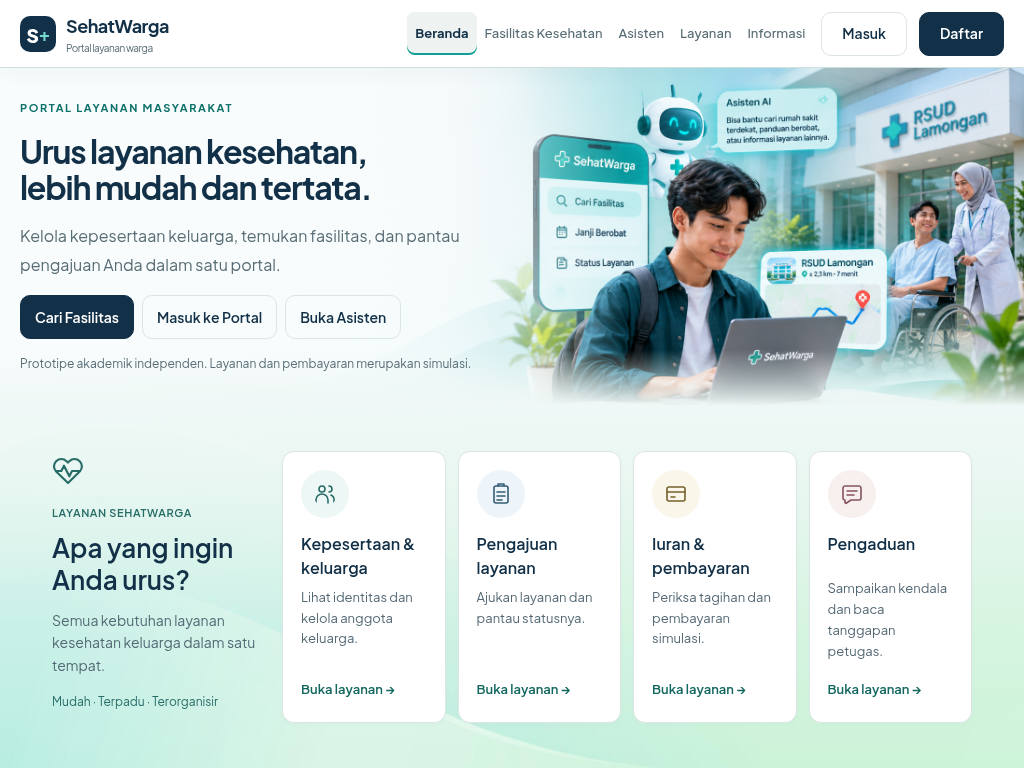 S+
SehatWarga
Portal layanan warga
Beranda
Fasilitas Kesehatan
Asisten
Layanan
Informasi
Masuk
Daftar
PORTAL LAYANAN MASYARAKAT
Urus layanan kesehatan,
lebih mudah dan tertata.
Kelola kepesertaan keluarga, temukan fasilitas, dan pantau
pengajuan Anda dalam satu portal.
Cari Fasilitas
Masuk ke Portal
Buka Asisten
Prototipe akademik independen. Layanan dan pembayaran merupakan simulasi.
Asisten AI
Bisa bantu cari rumah sakit
terdekat, panduan berobat,
atau informasi layanan lainnya.
RSUD
Lamongan
SehatWarga
Cari Fasilitas
Janji Berobat
Status Layanan
RSUD Lamongan
± 2,3 km · 7 menit
SehatWarga
LAYANAN SEHATWARGA
Apa yang ingin
Anda urus?
Semua kebutuhan layanan
kesehatan keluarga dalam satu
tempat.
Mudah · Terpadu · Terorganisir
Kepesertaan &
keluarga
Lihat identitas dan
kelola anggota
keluarga.
Buka layanan →
Pengajuan
layanan
Ajukan layanan dan
pantau statusnya.
Buka layanan →
Iuran &
pembayaran
Periksa tagihan dan
pembayaran
simulasi.
Buka layanan →
Pengaduan
Sampaikan kendala
dan baca
tanggapan
petugas.
Buka layanan →